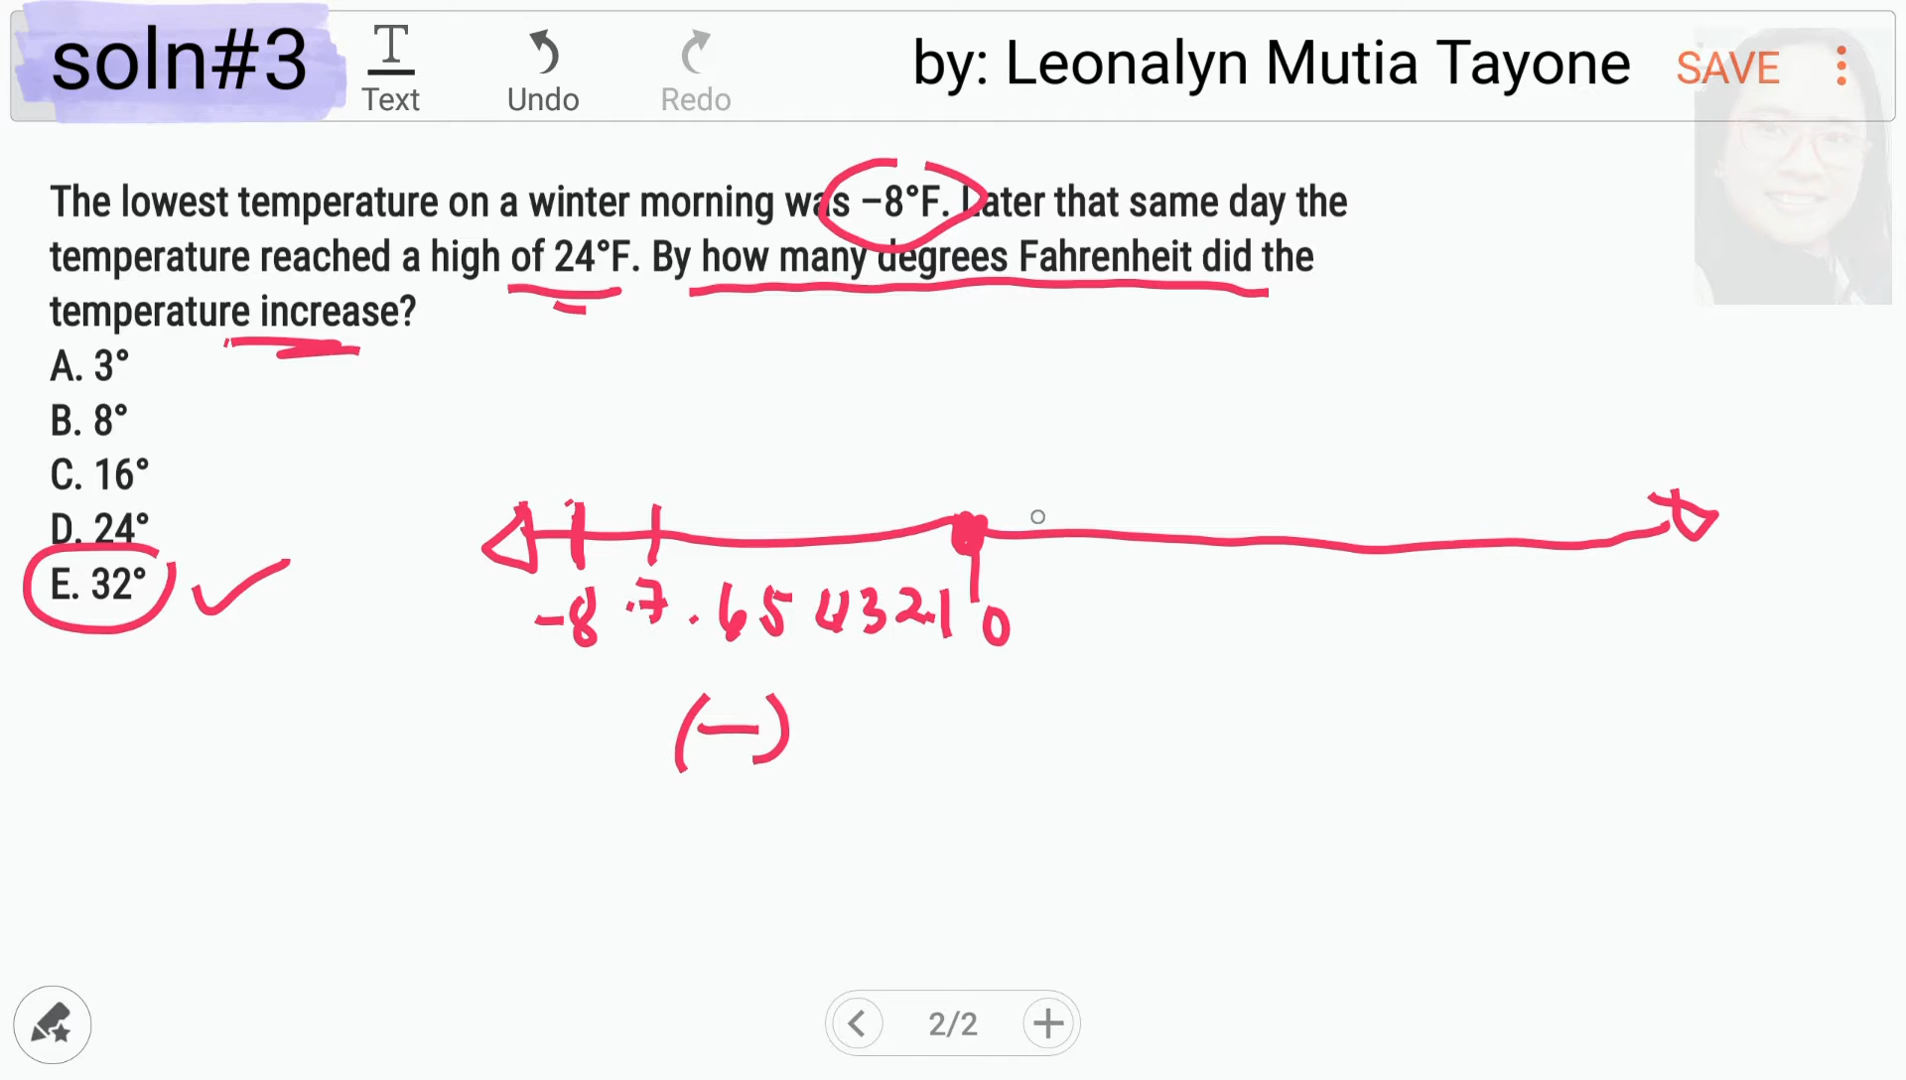 soln#3
Text
Undo
Redo
by: Leonalyn Mutia Tayone
SAVE
The lowest temperature on a winter morning was –8°F. Later that same day the
temperature reached a high of 24°F. By how many degrees Fahrenheit did the
temperature increase?
A. 3°
B. 8°
C. 16°
D. 24°
E. 32°
-8 -7 -6 5 4 3 2 -1 0
(—)
2/2